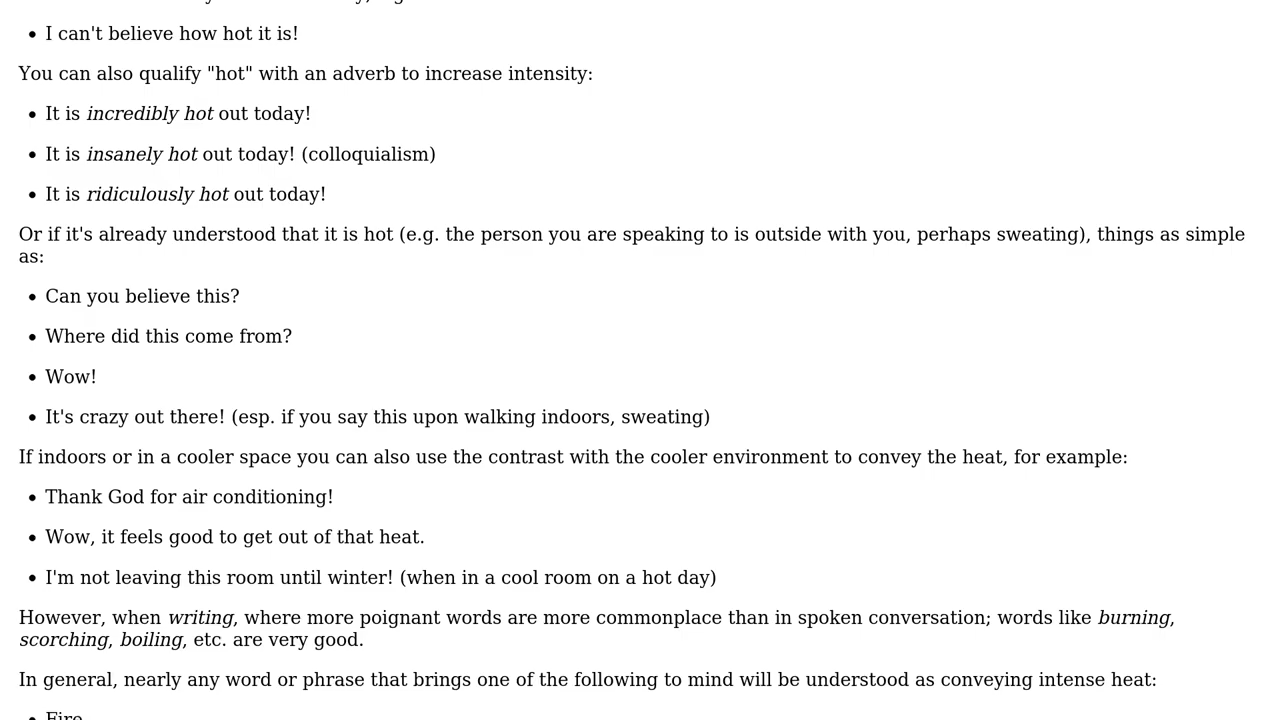 • I can't believe how hot it is!
You can also qualify "hot" with an adverb to increase intensity:
• It is incredibly hot out today!
• It is insanely hot out today! (colloquialism)
• It is ridiculously hot out today!
Or if it's already understood that it is hot (e.g. the person you are speaking to is outside with you, perhaps sweating), things as simple
as:
• Can you believe this?
• Where did this come from?
• Wow!
• It's crazy out there! (esp. if you say this upon walking indoors, sweating)
If indoors or in a cooler space you can also use the contrast with the cooler environment to convey the heat, for example:
• Thank God for air conditioning!
• Wow, it feels good to get out of that heat.
• I'm not leaving this room until winter! (when in a cool room on a hot day)
However, when writing, where more poignant words are more commonplace than in spoken conversation; words like burning,
scorching, boiling, etc. are very good.
In general, nearly any word or phrase that brings one of the following to mind will be understood as conveying intense heat:
• Fire